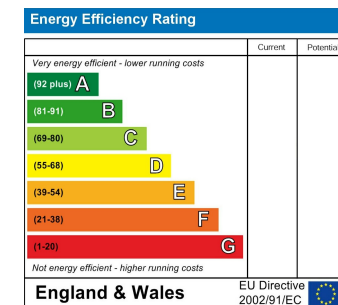 Energy Efficiency Rating
Current Potentia
Very energy efficient - lower running costs
(92 plus) A
(81-91) B
(69-80) C
(55-68) D
(39-54) E
(21-38) F
(1-20) G
Not energy efficient - higher running costs
England & Wales
EU Directive
2002/91/EC